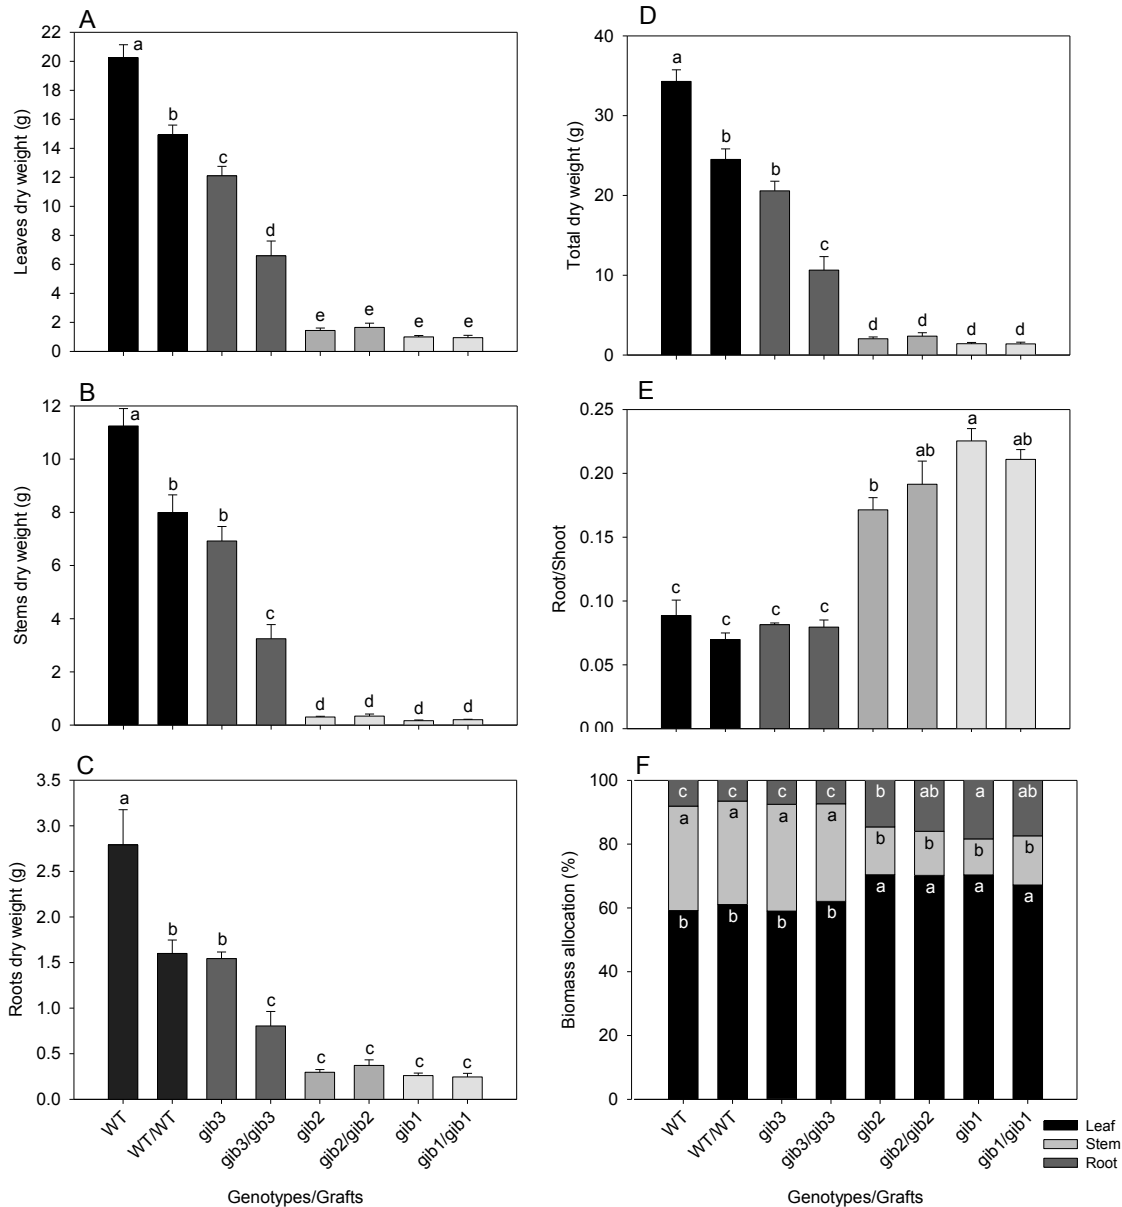 A
22
20
18
16
14
12
10
8
6
4
2
0
Leaves dry weight (g)
a
b
c
d
e
e
e
e
B
12
10
8
6
4
2
0
Stems dry weight (g)
a
b
b
c
d
d
d
d
C
3.5
3.0
2.5
2.0
1.5
1.0
0.5
0.0
Roots dry weight (g)
a
b
b
c
c
c
c
c
WT
WT/WT
gib3
gib3/gib3
gib2
gib2/gib2
gib1
gib1/gib1
Genotypes/Grafts
D
40
30
20
10
0
Total dry weight (g)
a
b
b
c
d
d
d
d
E
0.25
0.20
0.15
0.10
0.05
0.00
Root/Shoot
c
c
c
c
b
ab
a
ab
F
100
80
60
40
20
0
Biomass allocation (%)
c c c c b ab a ab
a a a a b b b b
b b b b a a a a
WT
WT/WT
gib3
gib3/gib3
gib2
gib2/gib2
gib1
gib1/gib1
Genotypes/Grafts
Leaf
Stem
Root